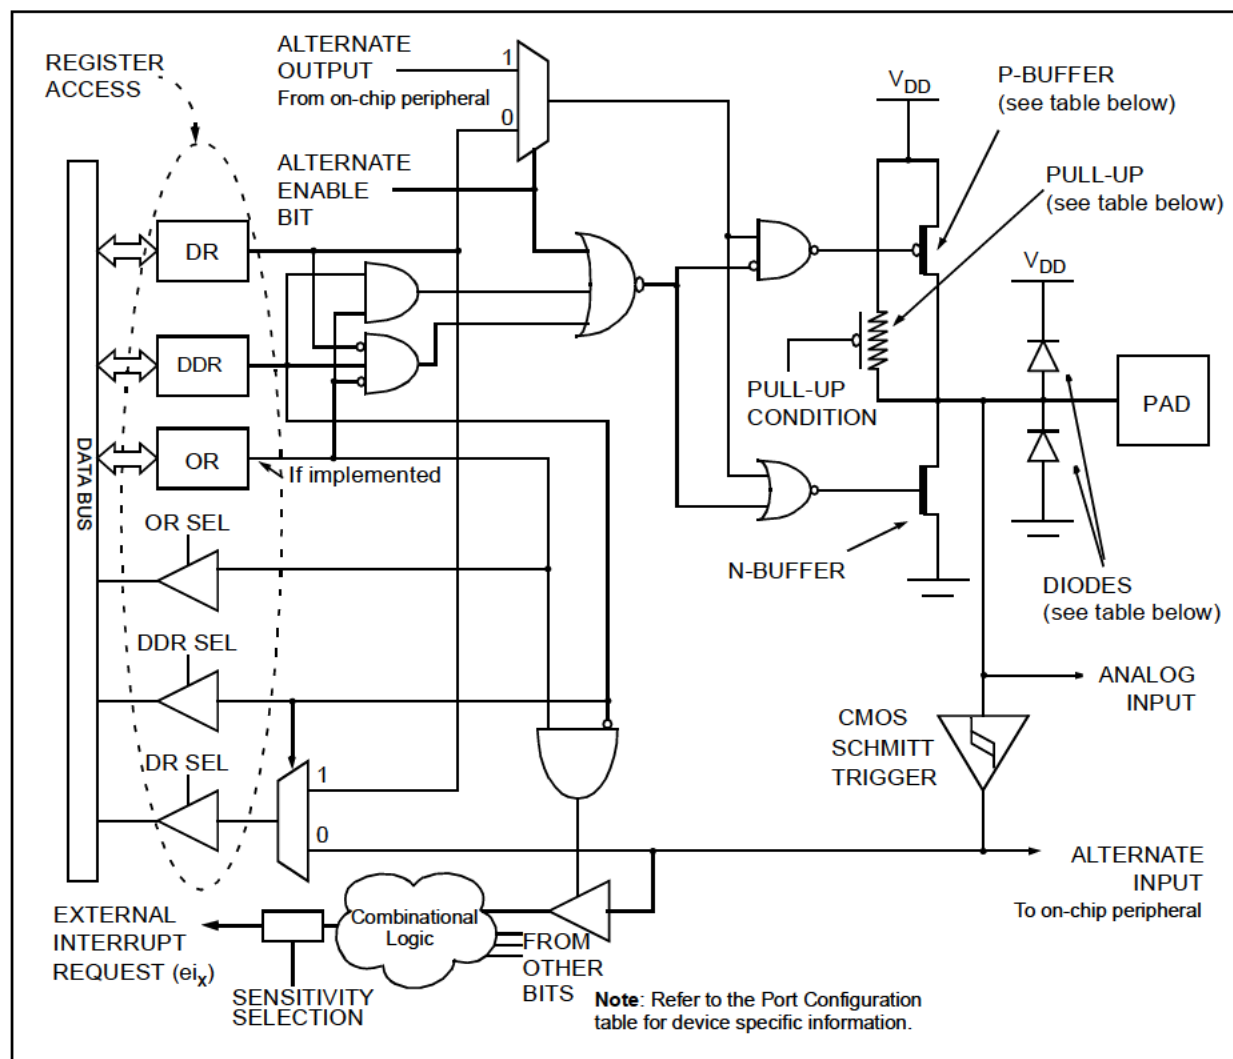 REGISTER
ACCESS
ALTERNATE
OUTPUT
From on-chip peripheral
1
0
ALTERNATE
ENABLE
BIT
VDD
P-BUFFER
(see table below)
PULL-UP
(see table below)
VDD
DR
DDR
OR
If implemented
DATA BUS
PULL-UP
CONDITION
PAD
OR SEL
N-BUFFER
DIODES
(see table below)
DDR SEL
ANALOG
INPUT
CMOS
SCHMITT
TRIGGER
DR SEL
1
0
ALTERNATE
INPUT
To on-chip peripheral
EXTERNAL
INTERRUPT
REQUEST (eix)
Combinational
Logic
SENSITIVITY
SELECTION
FROM
OTHER
BITS
Note: Refer to the Port Configuration
table for device specific information.